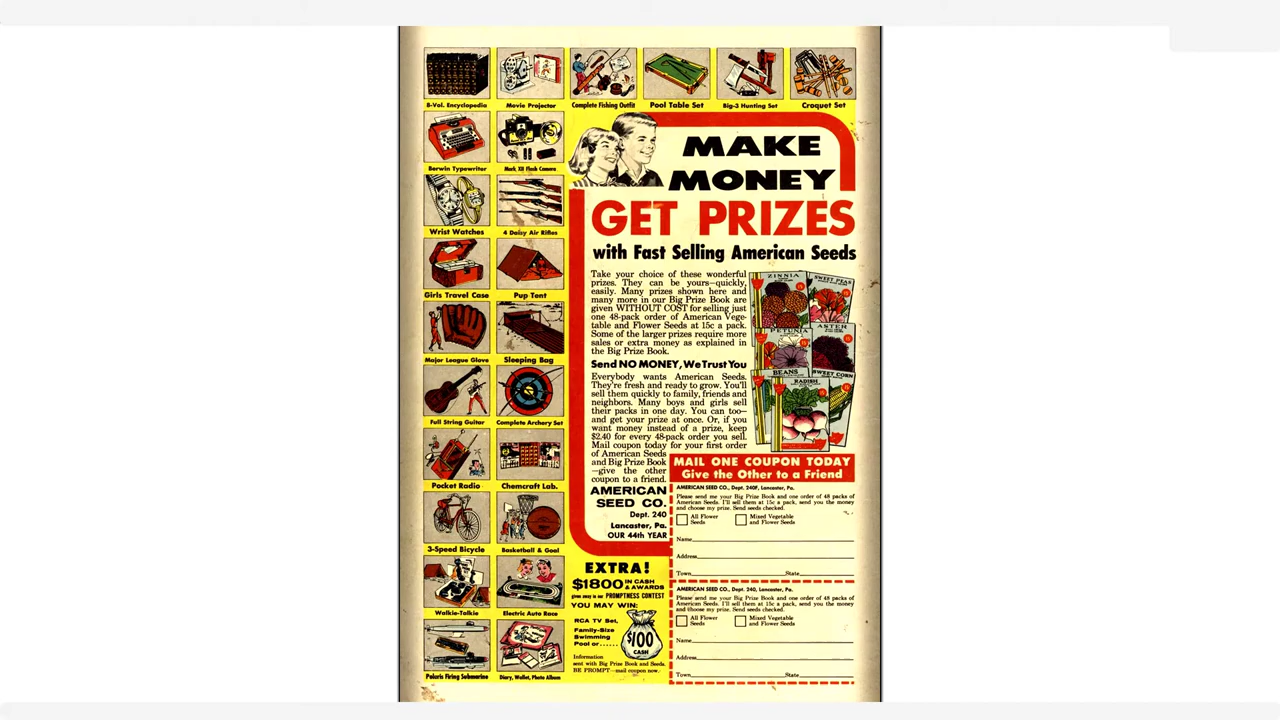 8-Vol. Encyclopedia
Movie Projector
Complete Fishing Outfit
Pool Table Set
Big-3 Hunting Set
Croquet Set
Berwin Typewriter
Mark XII Flash Camera
Wrist Watches
4 Daisy Air Rifles
Girls Travel Case
Pup Tent
Major League Glove
Sleeping Bag
Full String Guitar
Complete Archery Set
Pocket Radio
Chemcraft Lab.
3-Speed Bicycle
Basketball & Goal
Walkie-Talkie
Electric Auto Race
Polaris Firing Submarine
Diary, Wallet, Photo Album
MAKE
MONEY
GET PRIZES
with Fast Selling American Seeds
Take your choice of these wonderful
prizes. They can be yours—quickly,
easily. Many prizes shown here and
many more in our Big Prize Book are
given WITHOUT COST for selling just
one 48-pack order of American Vege-
table and Flower Seeds at 15c a pack.
Some of the larger prizes require more
sales or extra money as explained in
the Big Prize Book.
Send NO MONEY, We Trust You
Everybody wants American Seeds.
They're fresh and ready to grow. You'll
sell them quickly to family, friends and
neighbors. Many boys and girls sell
their packs in one day. You can too—
and get your prize at once. Or, if you
want money instead of a prize, keep
$2.40 for every 48-pack order you sell.
Mail coupon today for your first order
of American Seeds
and Big Prize Book
—give the other
coupon to a friend.
AMERICAN
SEED CO.
Dept. 240
Lancaster, Pa.
OUR 44th YEAR
ZINNIA
SWEET PEAS
PETUNIA
ASTER
BEANS
SWEET CORN
RADISH
MAIL ONE COUPON TODAY
Give the Other to a Friend
AMERICAN SEED CO., Dept. 240F, Lancaster, Pa.
Please send me your Big Prize Book and one order of 48 packs of
American Seeds. I'll sell them at 15c a pack, send you the money
and choose my prize. Send seeds checked.
All Flower
Seeds
Mixed Vegetable
and Flower Seeds
Name
Address
Town State
AMERICAN SEED CO., Dept. 240, Lancaster, Pa.
Please send me your Big Prize Book and one order of 48 packs of
American Seeds. I'll sell them at 15c a pack, send you the money
and choose my prize. Send seeds checked.
All Flower
Seeds
Mixed Vegetable
and Flower Seeds
Name
Address
Town State
EXTRA!
$1800 IN CASH
& AWARDS
given away in our PROMPTNESS CONTEST
YOU MAY WIN:
RCA TV Set,
Family-Size
Swimming
Pool or......
$100
CASH
Information
sent with Big Prize Book and Seeds.
BE PROMPT—mail coupon now.